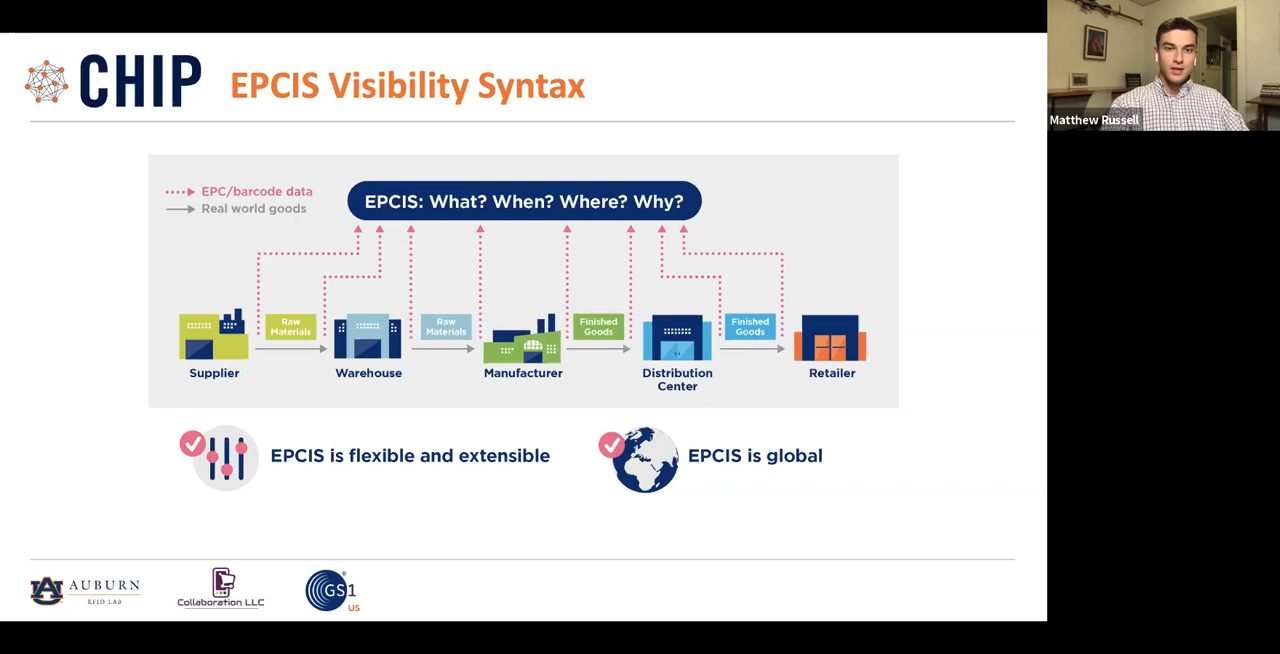 CHIP
EPCIS Visibility Syntax
Matthew Russell
EPC/barcode data
Real world goods
EPCIS: What? When? Where? Why?
Raw
Materials
Raw
Materials
Finished
Goods
Finished
Goods
Supplier
Warehouse
Manufacturer
Distribution
Center
Retailer
EPCIS is flexible and extensible
EPCIS is global
AU
AUBURN
RFID LAB
Collaboration LLC
GS1
US